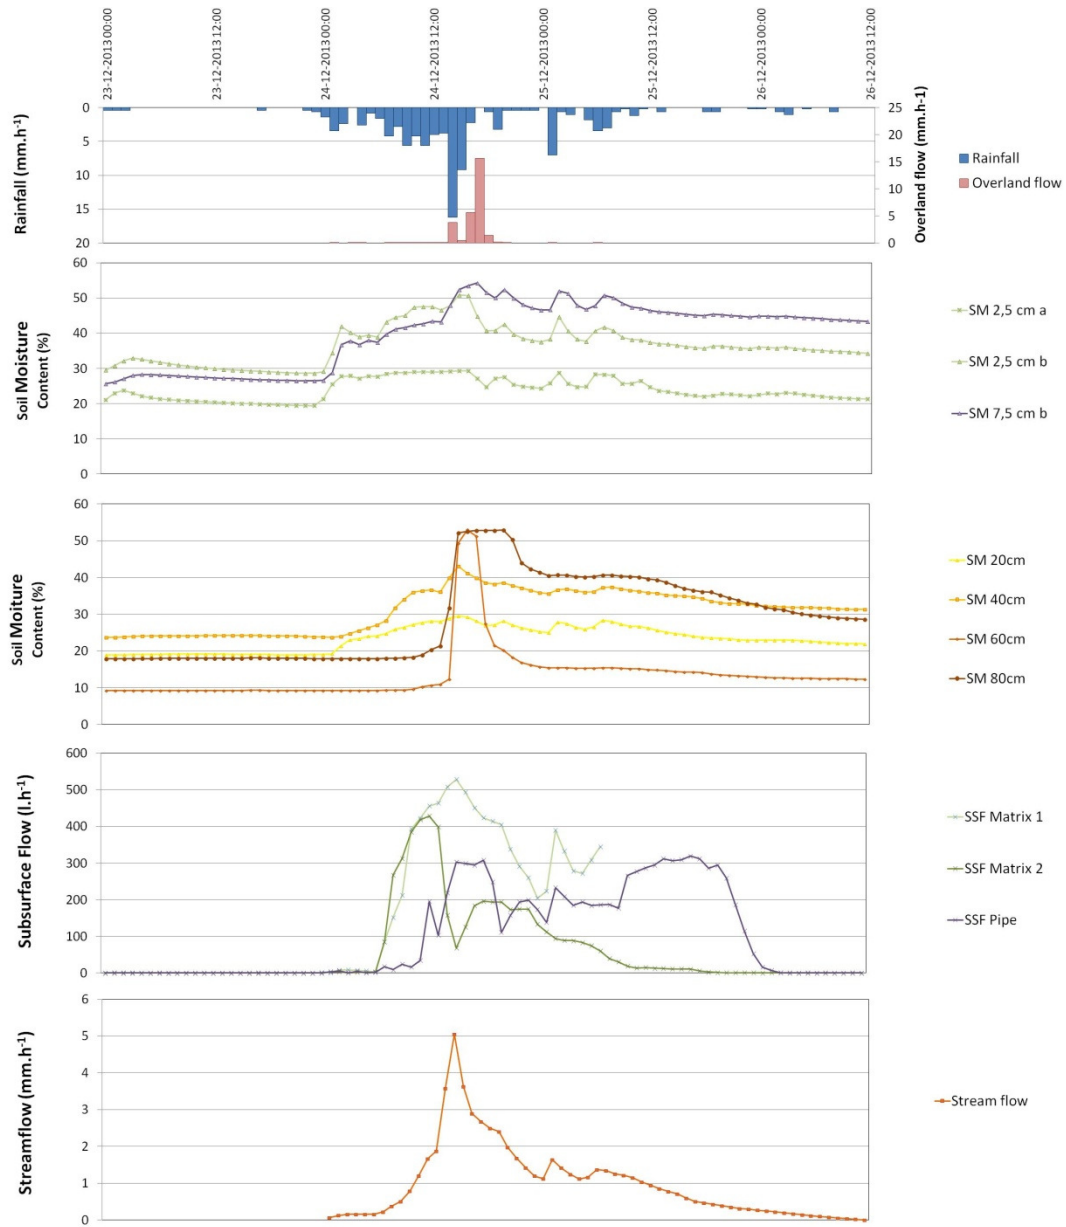 23-12-2013 00:00
23-12-2013 12:00
24-12-2013 00:00
24-12-2013 12:00
25-12-2013 00:00
25-12-2013 12:00
26-12-2013 00:00
26-12-2013 12:00
Rainfall (mm.h⁻¹)
0
5
10
15
20
25
20
15
10
5
0
Overland flow (mm.h-1)
Rainfall
Overland flow
Soil Moisture
Content (%)
60
50
40
30
20
10
0
SM 2,5 cm a
SM 2,5 cm b
SM 7,5 cm b
Soil Moiture
Content (%)
60
50
40
30
20
10
0
SM 20cm
SM 40cm
SM 60cm
SM 80cm
Subsurface Flow (l.h⁻¹)
600
500
400
300
200
100
0
SSF Matrix 1
SSF Matrix 2
SSF Pipe
Streamflow (mm.h⁻¹)
6
5
4
3
2
1
0
Stream flow